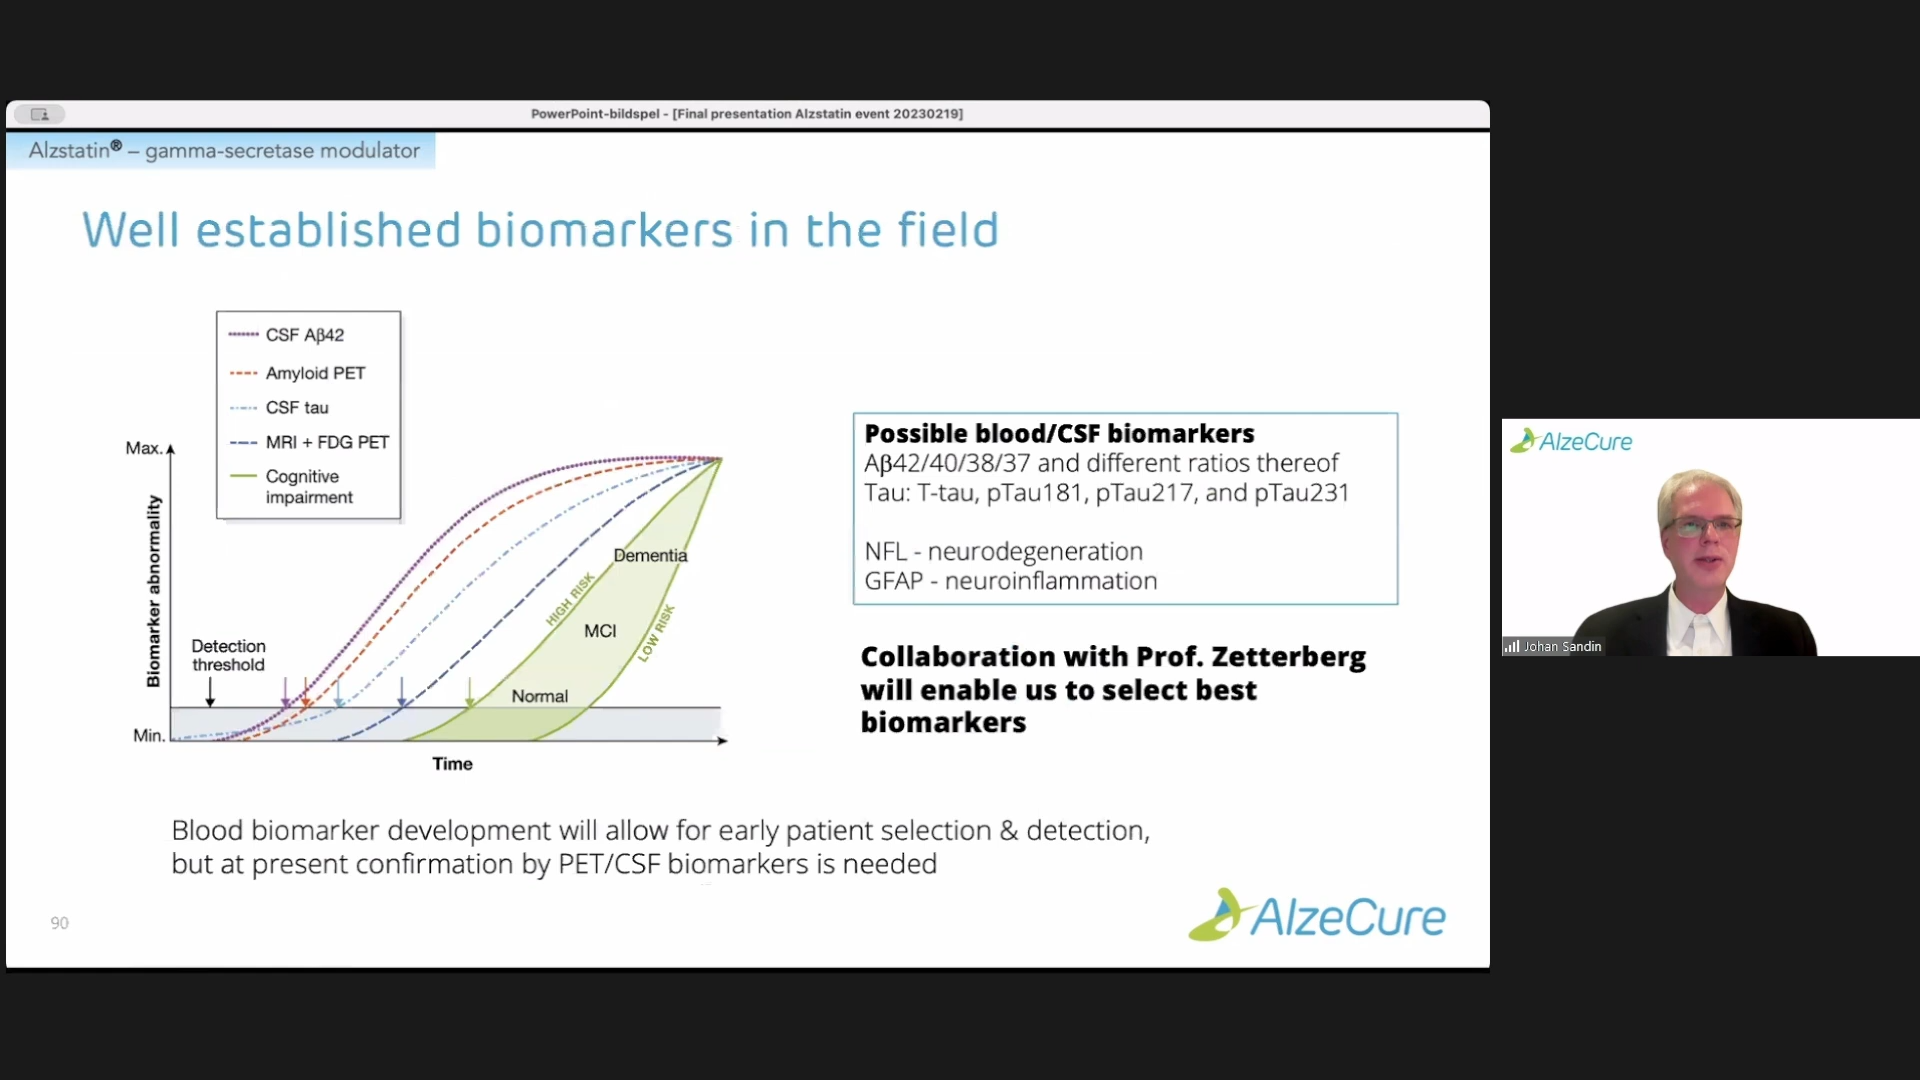 PowerPoint-bildspel - [Final presentation Alzstatin event 20230219]
Alzstatin® – gamma-secretase modulator
Well established biomarkers in the field
CSF Aβ42
Amyloid PET
CSF tau
MRI + FDG PET
Cognitive
impairment
Max.
Biomarker abnormality
Detection
threshold
Min.
HIGH RISK
Dementia
MCI
LOW RISK
Normal
Time
Possible blood/CSF biomarkers
Aβ42/40/38/37 and different ratios thereof
Tau: T-tau, pTau181, pTau217, and pTau231
NFL - neurodegeneration
GFAP - neuroinflammation
Collaboration with Prof. Zetterberg
will enable us to select best
biomarkers
Blood biomarker development will allow for early patient selection & detection,
but at present confirmation by PET/CSF biomarkers is needed
90
AlzeCure
AlzeCure
Johan Sandin